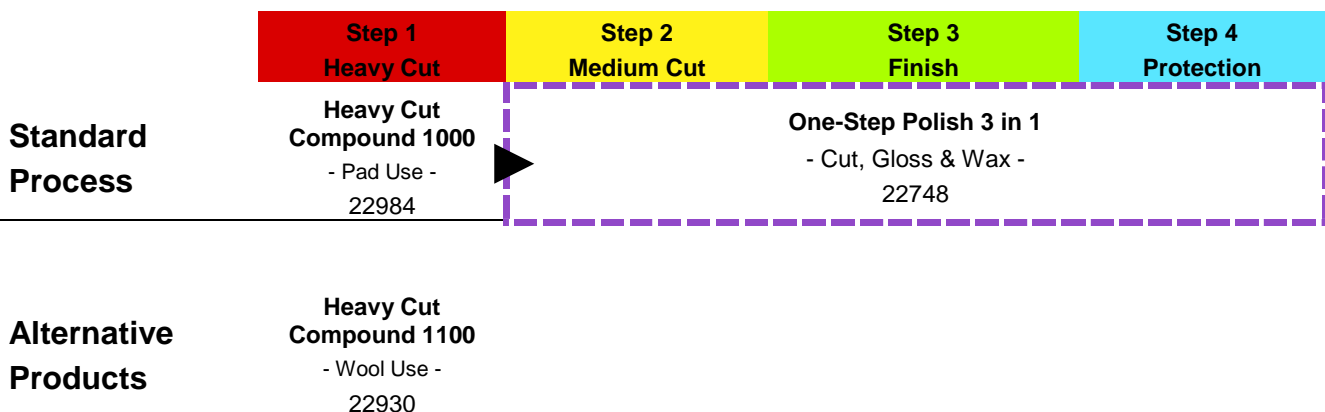 Step 1
Heavy Cut
Step 2
Medium Cut
Step 3
Finish
Step 4
Protection
Standard
Process
Heavy Cut
Compound 1000
- Pad Use -
22984
One-Step Polish 3 in 1
- Cut, Gloss & Wax -
22748
Alternative
Products
Heavy Cut
Compound 1100
- Wool Use -
22930